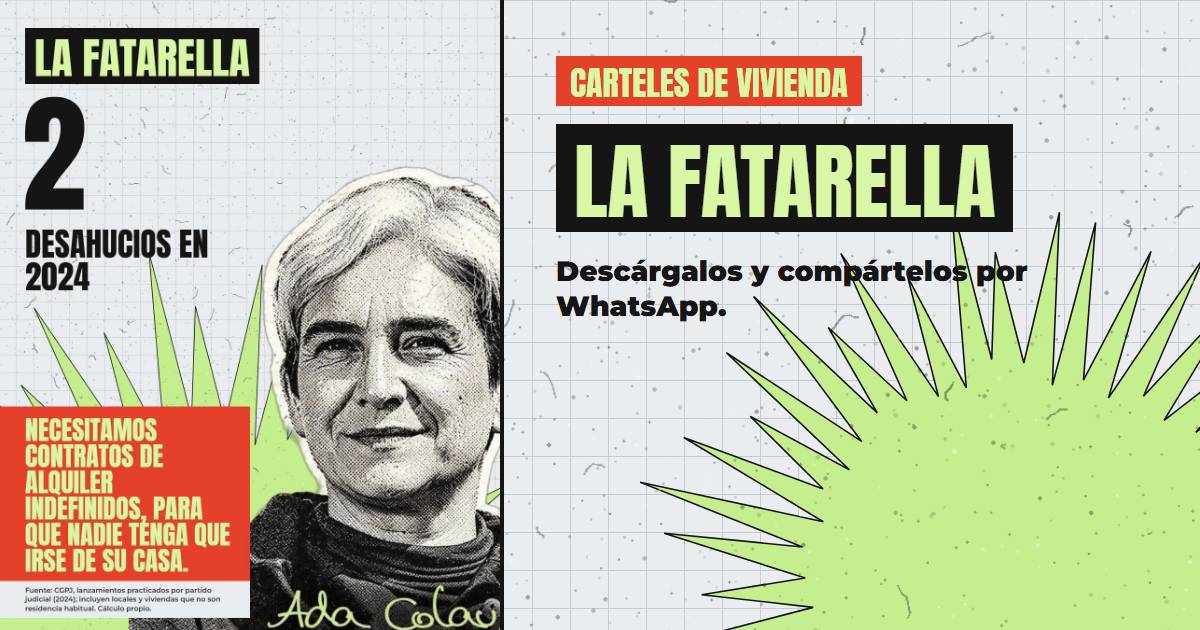 LA FATARELLA
2
DESAHUCIOS EN
2024
NECESITAMOS
CONTRATOS DE
ALQUILER
INDEFINIDOS, PARA
QUE NADIE TENGA QUE
IRSE DE SU CASA.
Fuente: CGPJ, lanzamientos practicados por partido
judicial (2024); incluyen locales y viviendas que no son
residencia habitual. Cálculo propio.
Ada Colau
CARTELES DE VIVIENDA
LA FATARELLA
Descárgalos y compártelos por
WhatsApp.